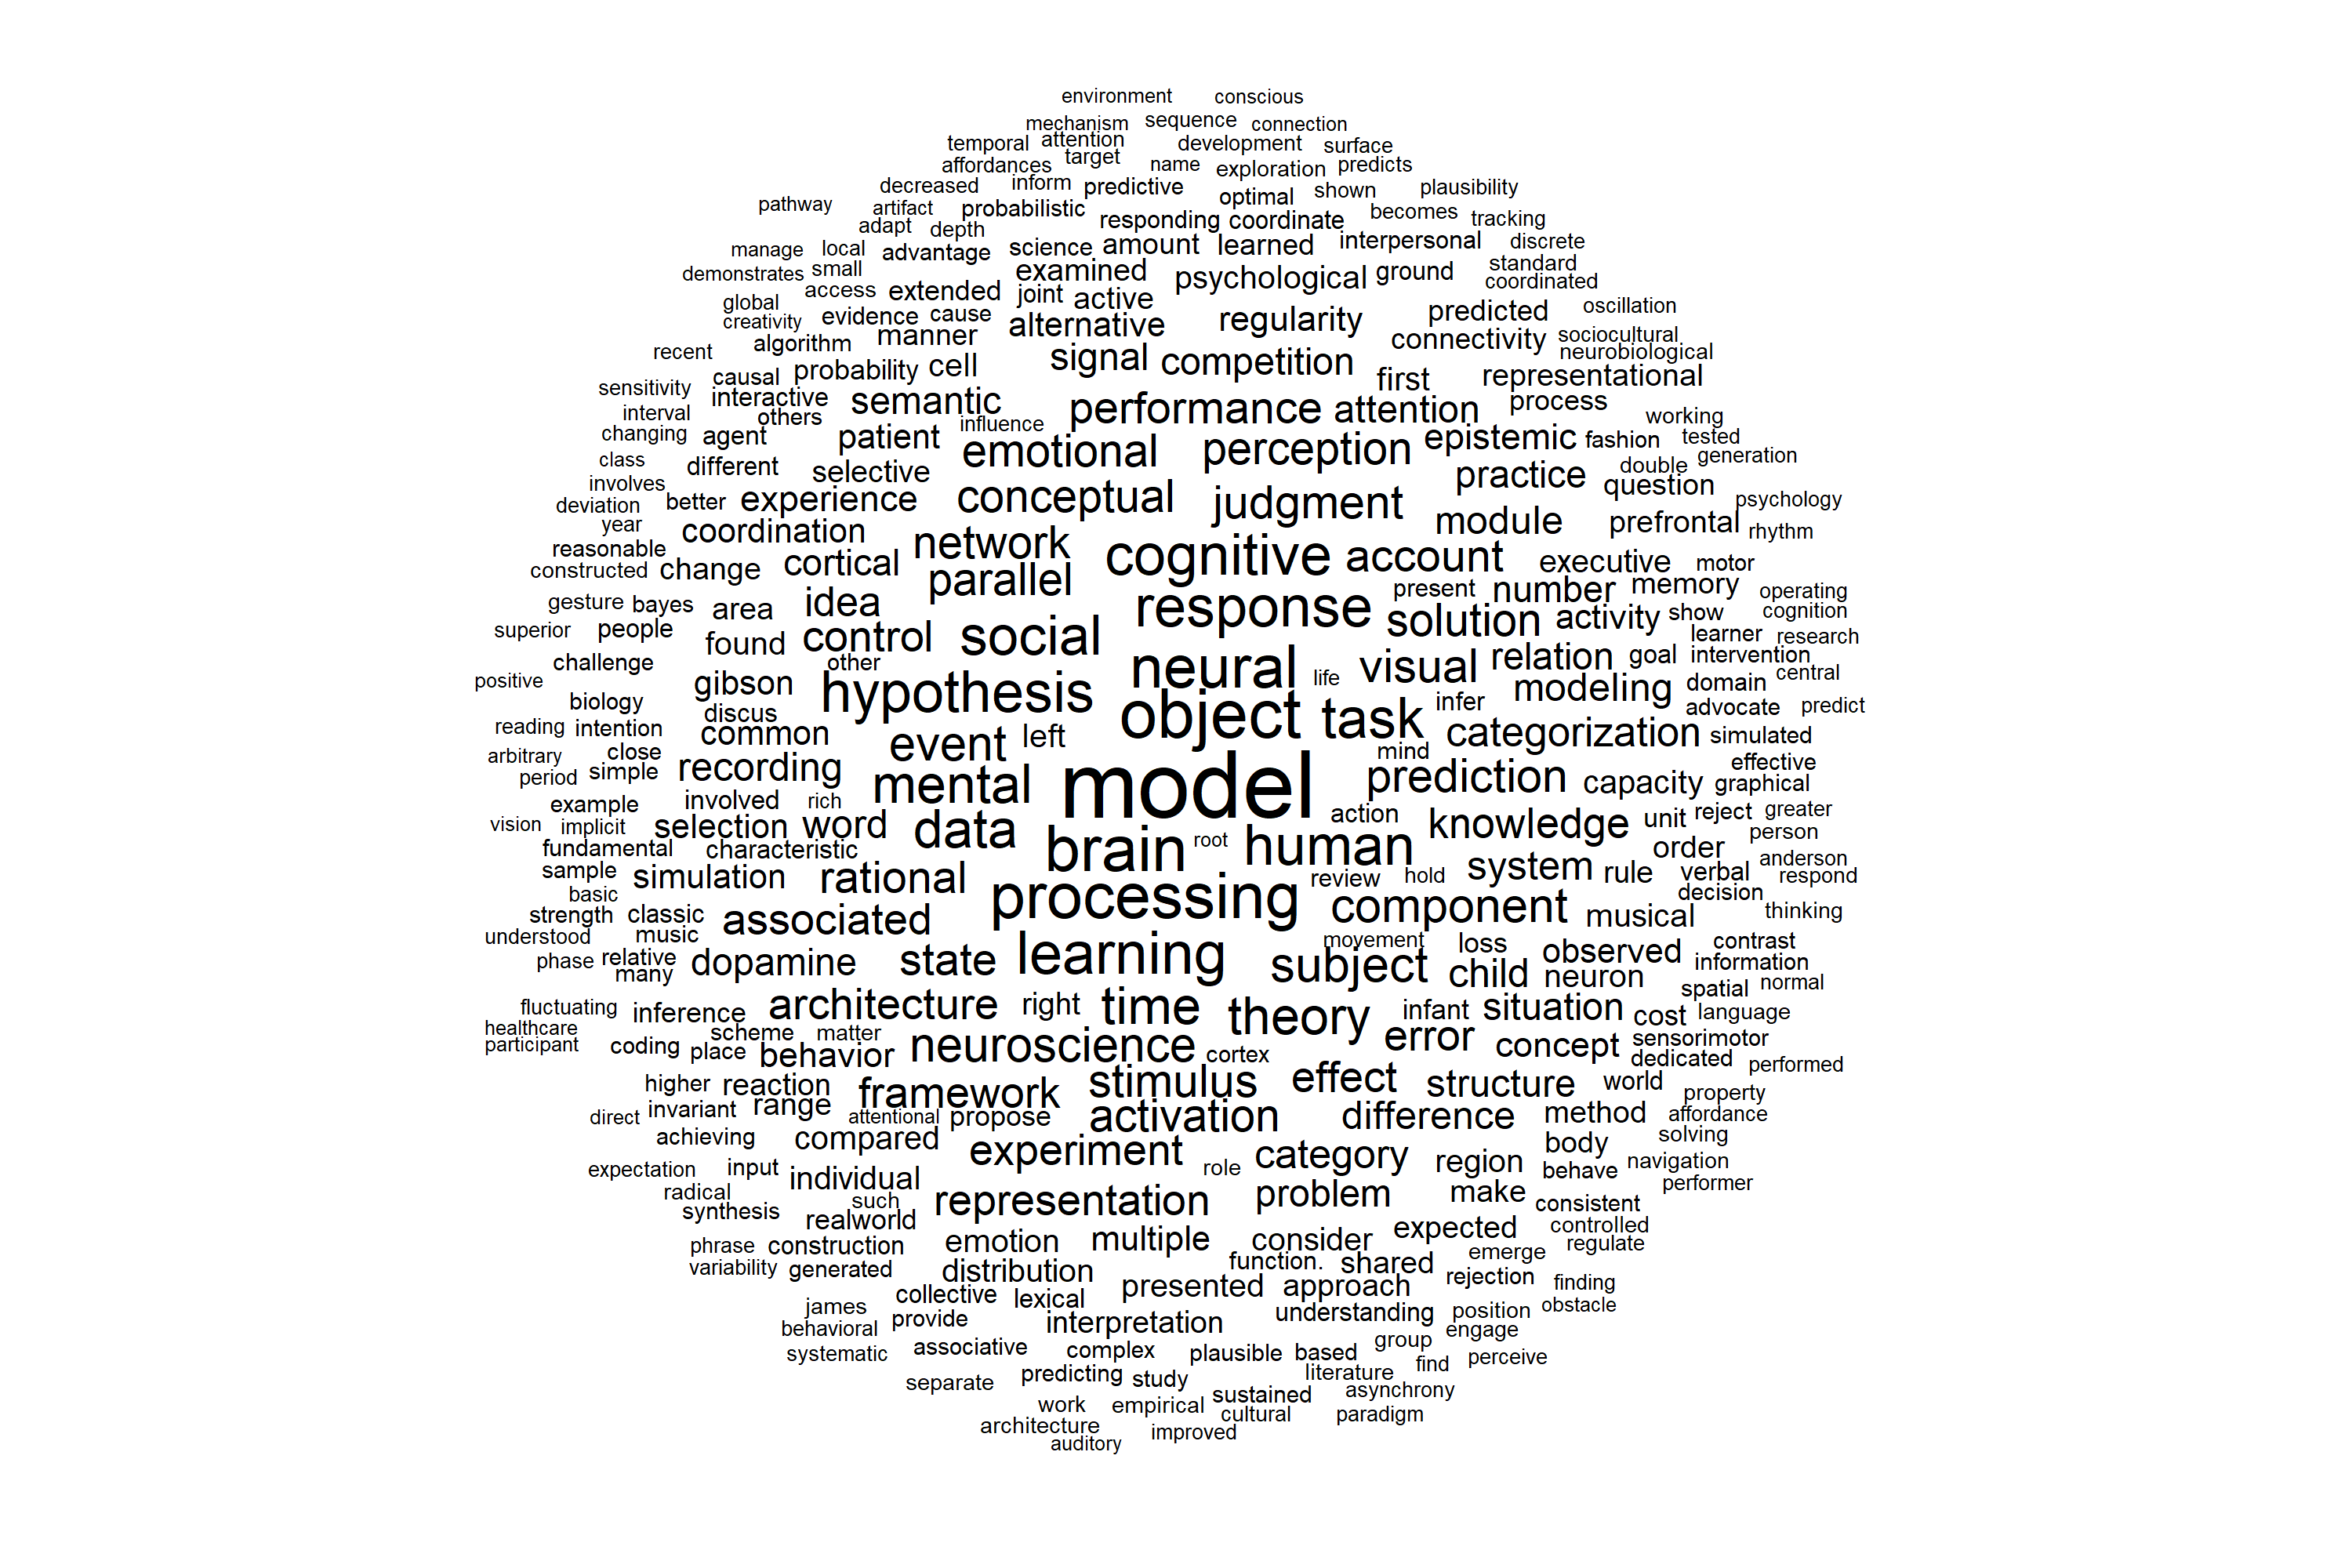 environment conscious
mechanism sequence connection
temporal attention development surface
affordances target name exploration predicts
decreased inform predictive optimal shown plausibility
pathway artifact probabilistic responding coordinate becomes tracking
adapt depth
manage local advantage science amount learned interpersonal discrete
demonstrates small examined psychological ground standard
access extended joint active coordinated
global evidence cause predicted oscillation
creativity manner alternative regularity connectivity sociocultural
recent algorithm signal competition neurobiological
causal probability cell first representational
sensitivity interactive semantic performance attention process
interval others influence working
changing agent patient emotional perception epistemic fashion tested
class different selective double generation
involves practice question
deviation better experience conceptual judgment psychology
year coordination module prefrontal rhythm
reasonable network cognitive account executive motor
constructed change cortical parallel present number memory operating
gesture bayes area idea response solution activity show cognition
superior people found control social learner research
challenge other neural life visual relation goal intervention central
positive gibson hypothesis infer modeling domain
biology discus object task advocate predict
reading intention common event left categorization simulated
arbitrary close mind effective
period simple recording mental model prediction capacity graphical
example involved rich action unit reject greater
vision implicit selection word data knowledge person
fundamental characteristic brain root human order anderson
sample simulation rational review hold system rule verbal respond
basic processing decision
strength classic associated component musical thinking
understood music movement loss observed contrast
phase relative dopamine state learning subject child neuron information
many spatial normal
fluctuating inference architecture right time theory infant situation cost language
healthcare scheme matter error sensorimotor
participant coding place behavior neuroscience cortex concept dedicated performed
higher reaction framework stimulus effect structure world property
direct invariant range attentional propose activation difference method affordance
achieving compared body solving
expectation input individual experiment category region behave navigation
radical such role make performer
synthesis realworld representation problem consistent
phrase construction emotion multiple consider expected controlled
variability generated distribution function. shared emerge regulate
collective lexical presented approach rejection finding
james provide interpretation understanding position obstacle
behavioral group engage
systematic associative complex plausible based perceive
separate predicting study literature find
work empirical sustained asynchrony
architecture cultural paradigm
auditory improved